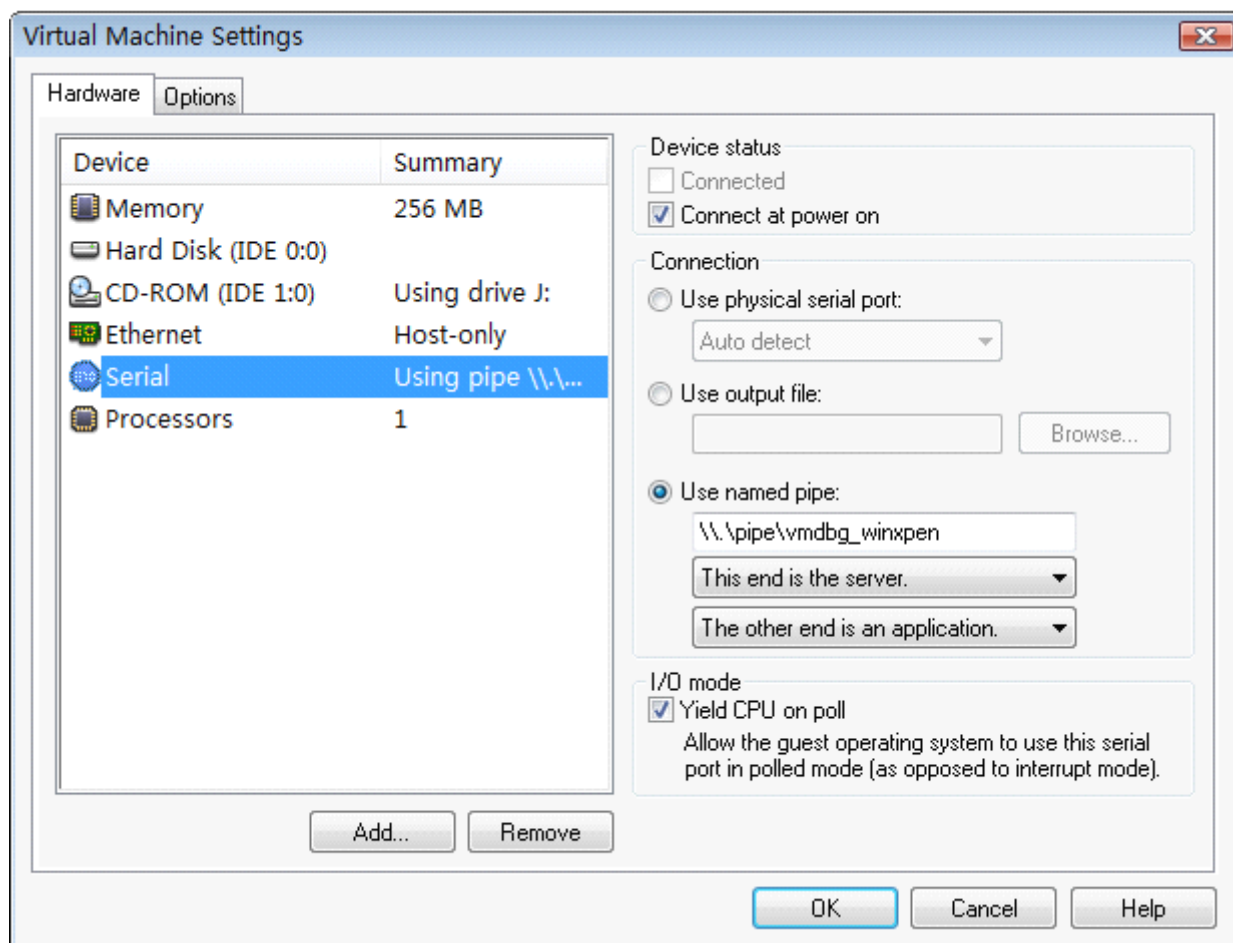 Virtual Machine Settings
Hardware Options
Device Summary
Memory 256 MB
Hard Disk (IDE 0:0)
CD-ROM (IDE 1:0) Using drive J:
Ethernet Host-only
Serial Using pipe \\.\...
Processors 1
Add... Remove
Device status
Connected
Connect at power on
Connection
Use physical serial port:
Auto detect
Use output file:
Browse...
Use named pipe:
\\.\pipe\vmdbg_winxpen
This end is the server.
The other end is an application.
I/O mode
Yield CPU on poll
Allow the guest operating system to use this serial
port in polled mode (as opposed to interrupt mode).
OK Cancel Help